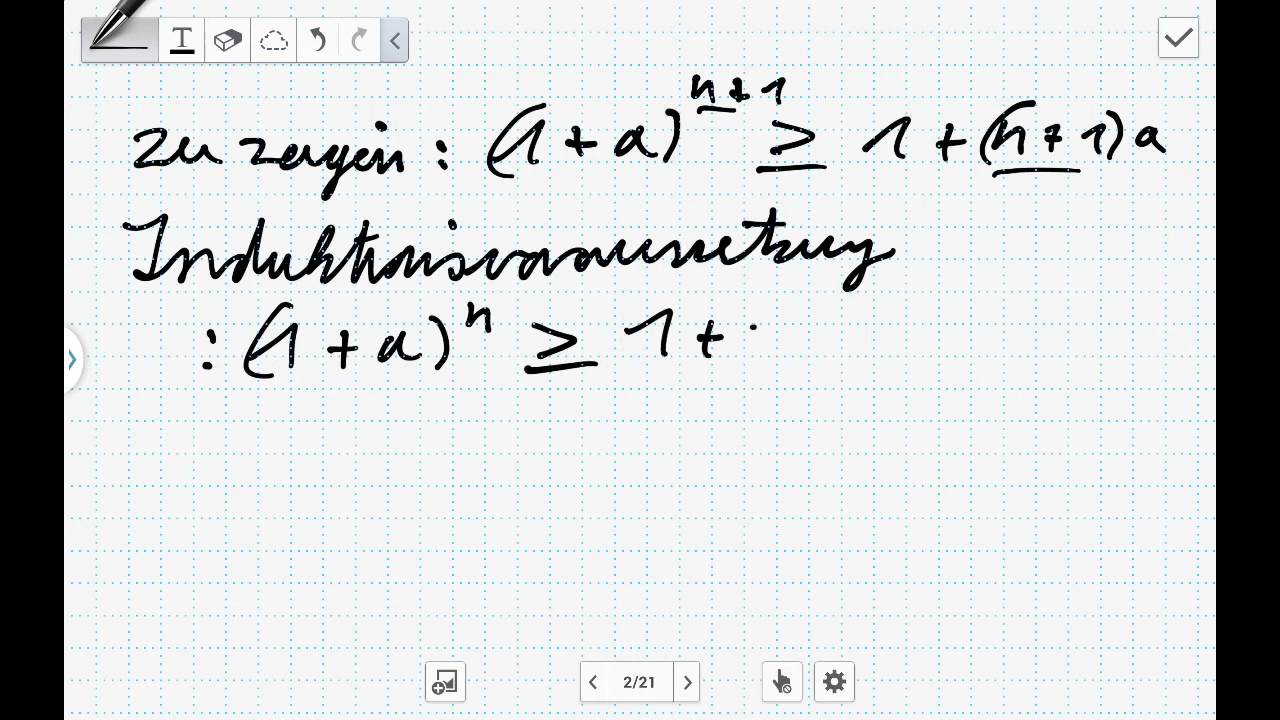 T
zu zeigen : (1 + a)^{n+1} ≥ 1 + (n + 1) a
Induktionsvoraussetzung
: (1 + a)^n ≥ 1 + ·
2/21